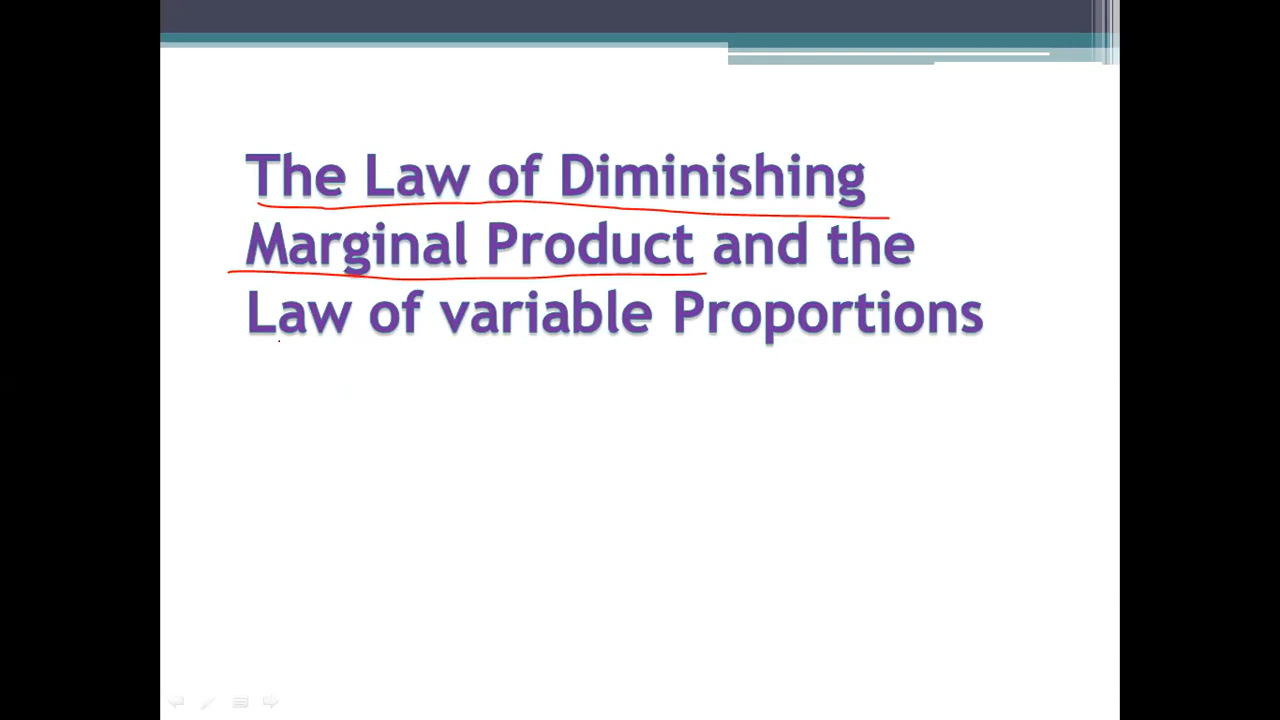 The Law of Diminishing
Marginal Product and the
Law of variable Proportions